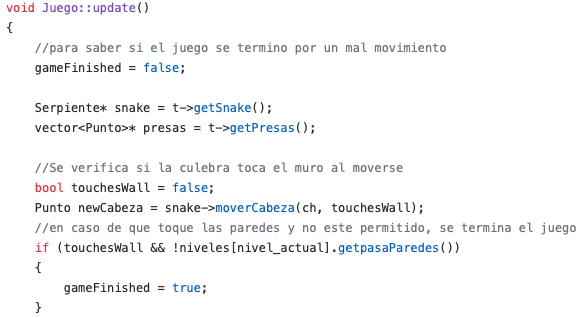 void Juego::update()
{
    //para saber si el juego se termino por un mal movimiento
    gameFinished = false;

    Serpiente* snake = t->getSnake();
    vector<Punto>* presas = t->getPresas();

    //Se verifica si la culebra toca el muro al moverse
    bool touchesWall = false;
    Punto newCabeza = snake->moverCabeza(ch, touchesWall);
    //en caso de que toque las paredes y no este permitido, se termina el juego
    if (touchesWall && !niveles[nivel_actual].getpasaParedes())
    {
        gameFinished = true;
    }